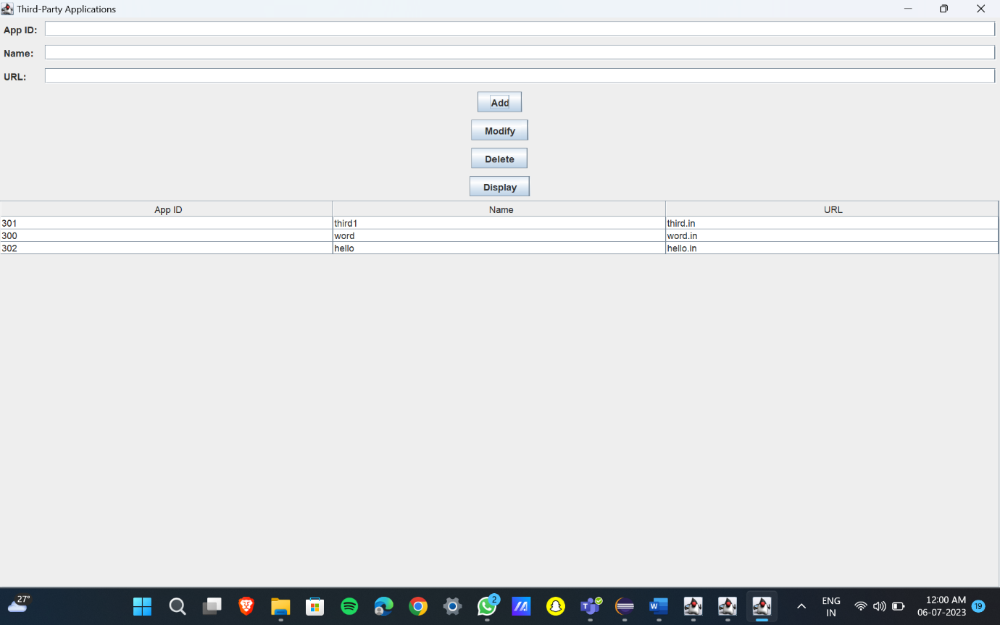 Third-Party Applications
App ID:
Name:
URL:
Add
Modify
Delete
Display
App ID Name URL
301 third1 third.in
300 word word.in
302 hello hello.in
27°
2
W
ENG
IN
12:00 AM
06-07-2023
19